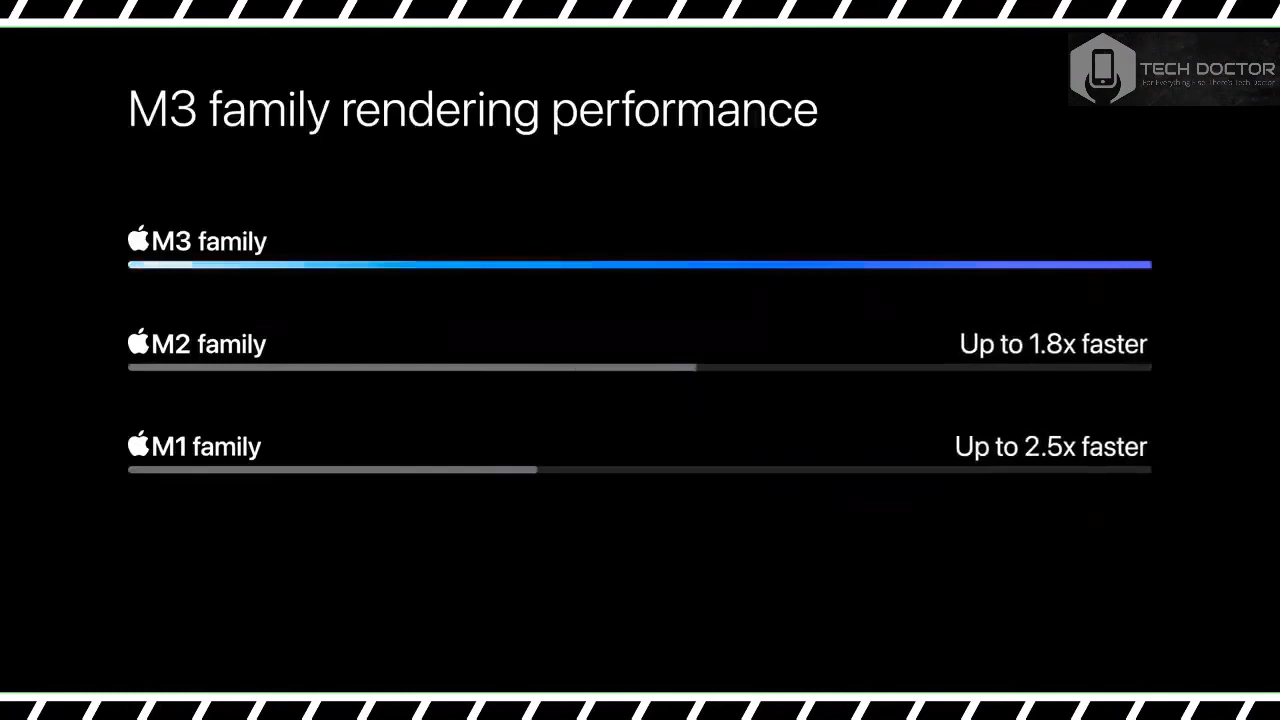 TECH DOCTOR
M3 family rendering performance
M3 family
M2 family
Up to 1.8x faster
M1 family
Up to 2.5x faster